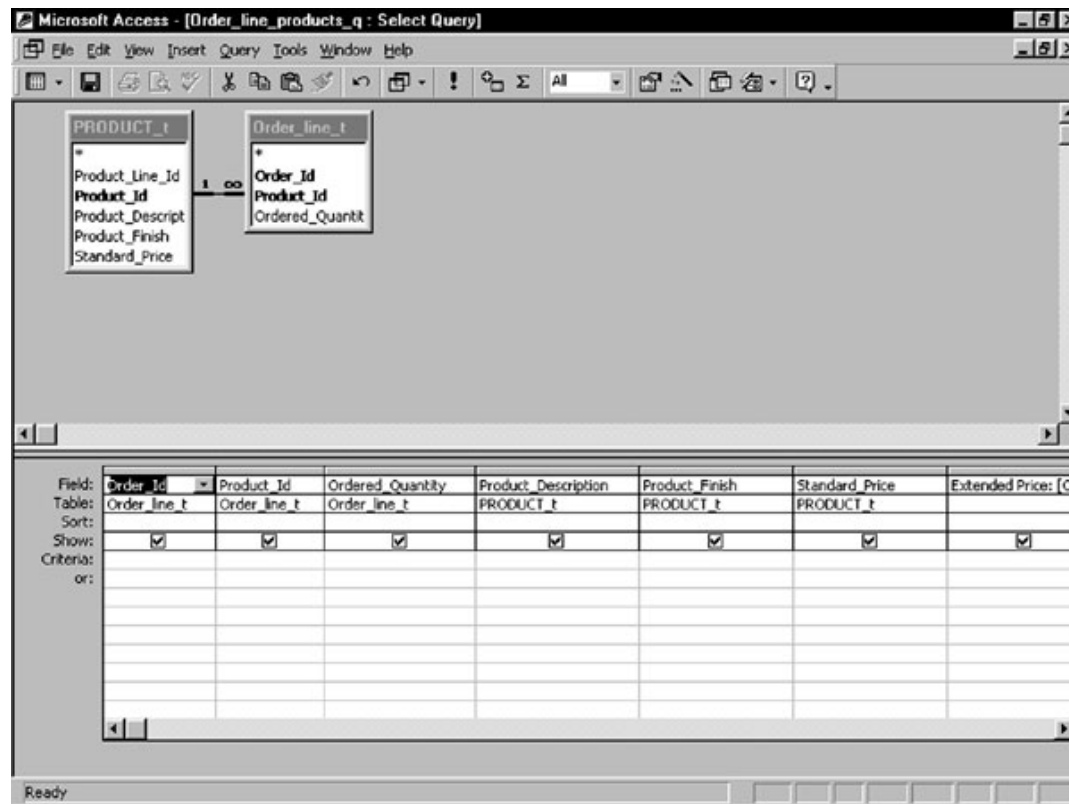 Microsoft Access - [Order_line_products_q : Select Query]
File Edit View Insert Query Tools Window Help
All
PRODUCT_t
*
Product_Line_Id
Product_Id
Product_Descript
Product_Finish
Standard_Price
1 ∞
Order_line_t
*
Order_Id
Product_Id
Ordered_Quantit
Field: Order_Id Product_Id Ordered_Quantity Product_Description Product_Finish Standard_Price Extended Price: [O
Table: Order_line_t Order_line_t Order_line_t PRODUCT_t PRODUCT_t PRODUCT_t
Sort:
Show:
Criteria:
or:
Ready